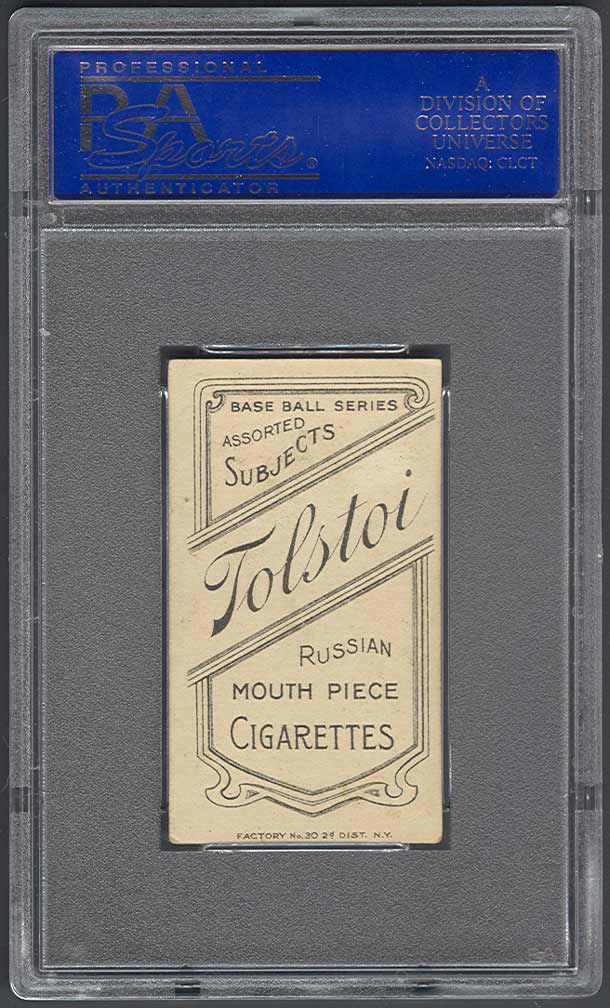 PROFESSIONAL
PSA
Sports®
AUTHENTICATOR
A
DIVISION OF
COLLECTORS
UNIVERSE
NASDAQ: CLCT
BASE BALL SERIES
ASSORTED
SUBJECTS
Tolstoi
RUSSIAN
MOUTH PIECE
CIGARETTES
FACTORY No. 30 2d DIST. N.Y.